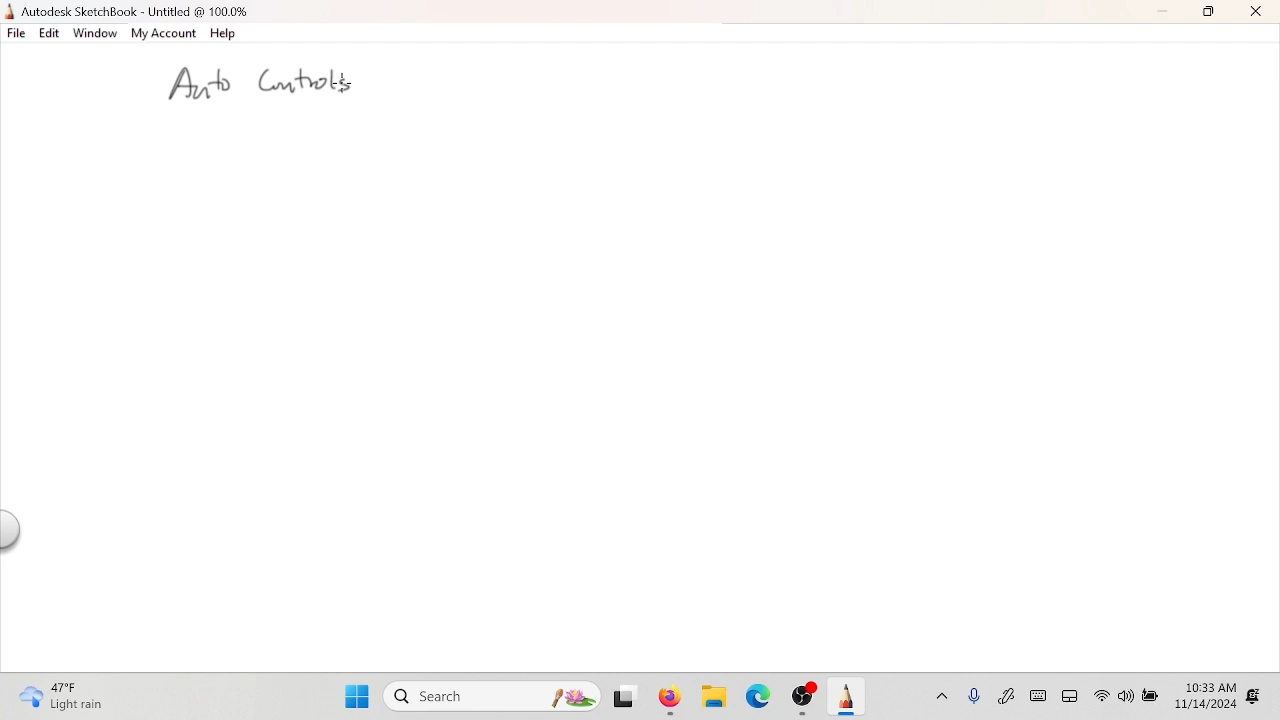 Autodesk SketchBook - Untitled @ 100.0%
File Edit Window My Account Help
Auto Controls
47°F
Light rain
Search
10:33 AM
11/14/2024